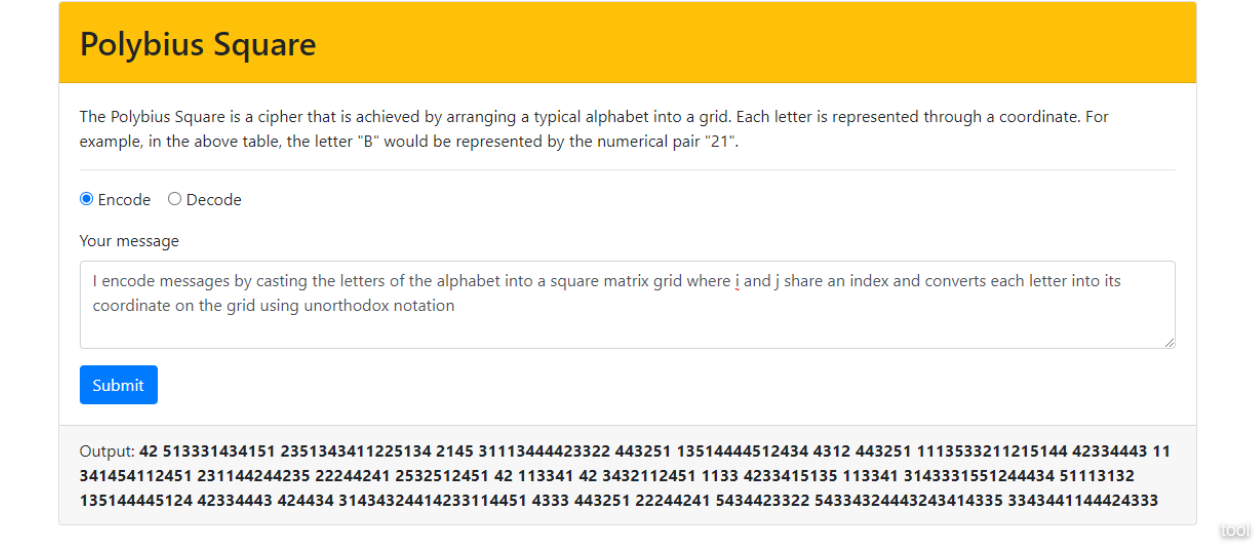 Polybius Square
The Polybius Square is a cipher that is achieved by arranging a typical alphabet into a grid. Each letter is represented through a coordinate. For
example, in the above table, the letter "B" would be represented by the numerical pair "21".
Encode Decode
Your message
I encode messages by casting the letters of the alphabet into a square matrix grid where i and j share an index and converts each letter into its
coordinate on the grid using unorthodox notation
Submit
Output: 42 513331434151 2351343411225134 2145 31113444423322 443251 13514444512434 4312 443251 1113533211215144 42334443 11
341454112451 231144244235 22244241 2532512451 42 113341 42 3432112451 1133 4233415135 113341 3143331551244434 51113132
135144445124 42334443 424434 314343244142331​14451 4333 443251 22244241 5434423322 54334324443243414335 3343441144424333
tool